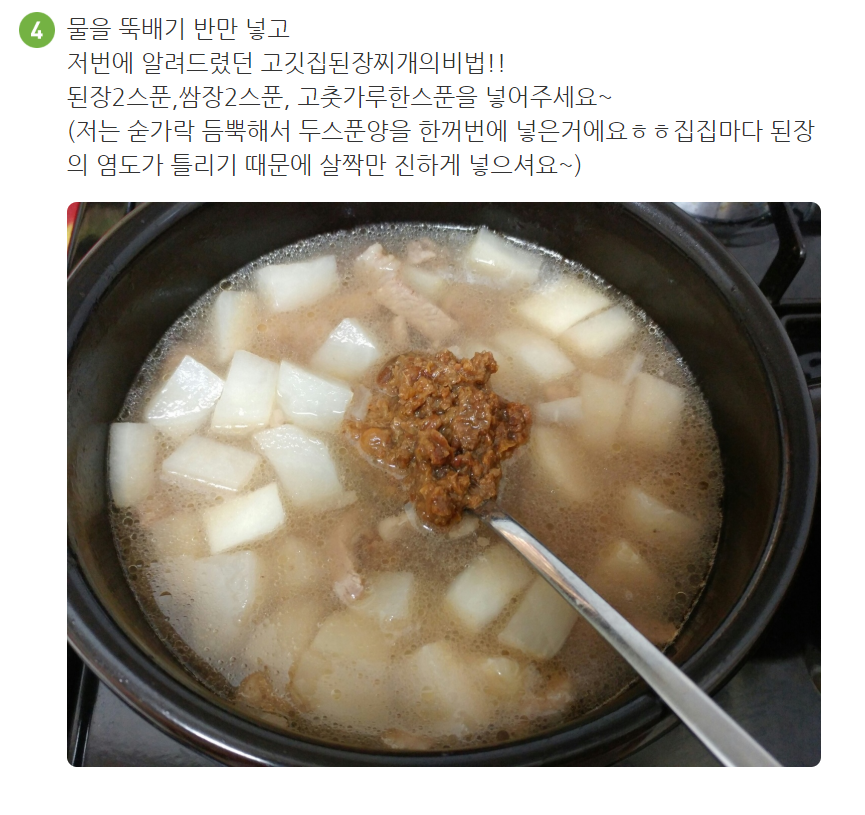 4 물을 뚝배기 반만 넣고
저번에 알려드렸던 고깃집된장찌개의비법!!
된장2스푼,쌈장2스푼, 고춧가루한스푼을 넣어주세요~
(저는 숟가락 듬뿍해서 두스푼양을 한꺼번에 넣은거에요ㅎㅎ집집마다 된장
의 염도가 틀리기 때문에 살짝만 진하게 넣으셔요~)